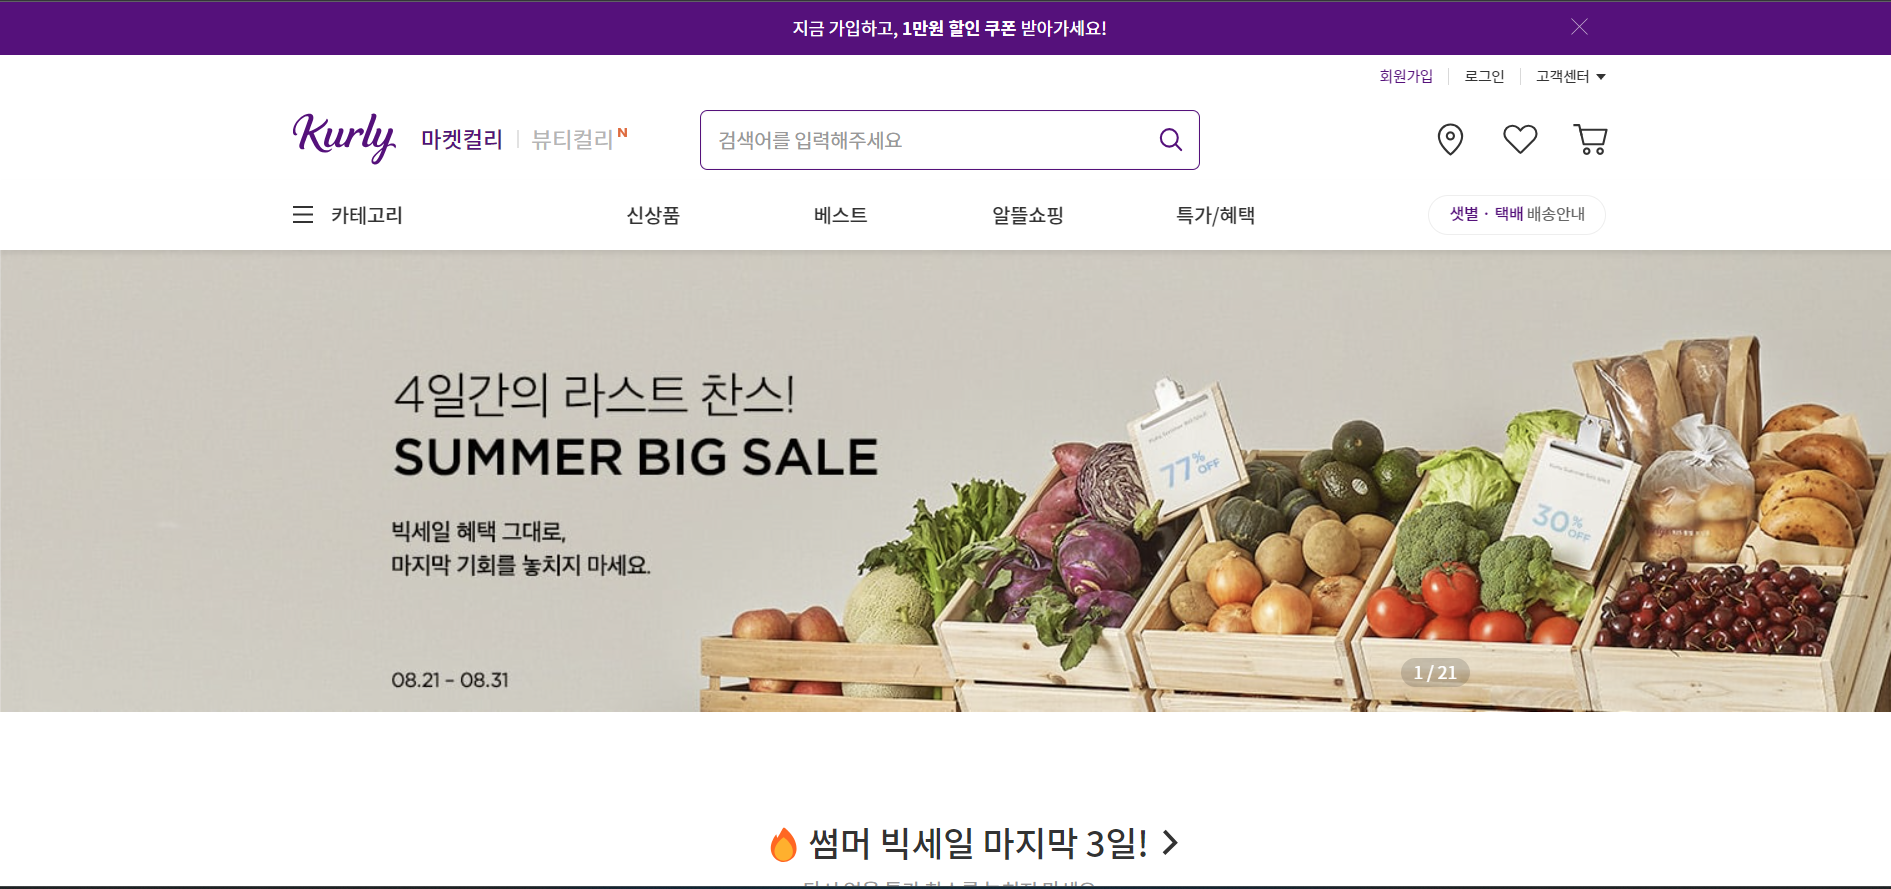 지금 가입하고, 1만원 할인 쿠폰 받아가세요!
회원가입 로그인 고객센터
Kurly 마켓컬리 뷰티컬리 N 검색어를 입력해주세요
카테고리 신상품 베스트 알뜰쇼핑 특가/혜택 샛별 · 택배 배송안내
4일간의 라스트 찬스!
SUMMER BIG SALE
빅세일 혜택 그대로,
마지막 기회를 놓치지 마세요.
08.21 – 08.31
77% OFF
30% OFF
1 / 21
썸머 빅세일 마지막 3일!